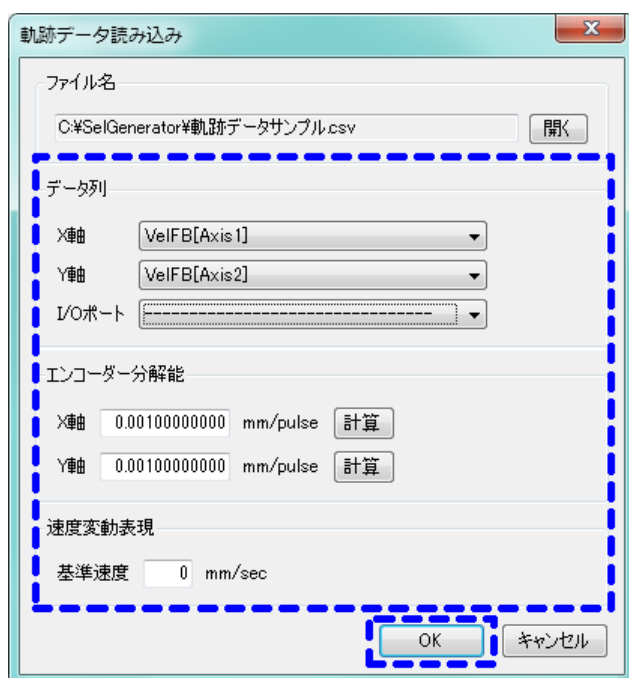 軌跡データ読み込み
ファイル名
C:¥SelGenerator¥軌跡データサンプル.csv 開く
データ列
X軸 VelFB[Axis1]
Y軸 VelFB[Axis2]
I/Oポート --------------------------------
エンコーダー分解能
X軸 0.00100000000 mm/pulse 計算
Y軸 0.00100000000 mm/pulse 計算
速度変動表現
基準速度 0 mm/sec
OK キャンセル